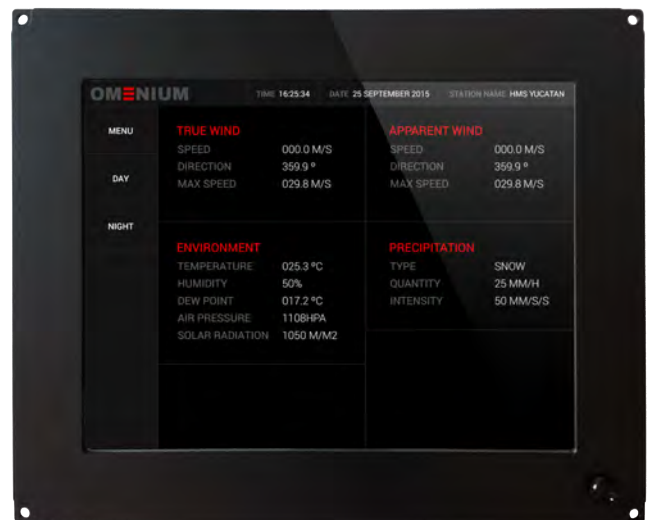 OMENIUM TIME 16:25:34 DATE 25 SEPTEMBER 2015 STATION NAME HMS YUCATAN
MENU
DAY
NIGHT
TRUE WIND
SPEED 000.0 M/S
DIRECTION 359.9 º
MAX SPEED 029.8 M/S
APPARENT WIND
SPEED 000.0 M/S
DIRECTION 359.9 º
MAX SPEED 029.8 M/S
ENVIRONMENT
TEMPERATURE 025.3 ºC
HUMIDITY 50%
DEW POINT 017.2 ºC
AIR PRESSURE 1108HPA
SOLAR RADIATION 1050 M/M2
PRECIPITATION
TYPE SNOW
QUANTITY 25 MM/H
INTENSITY 50 MM/S/S